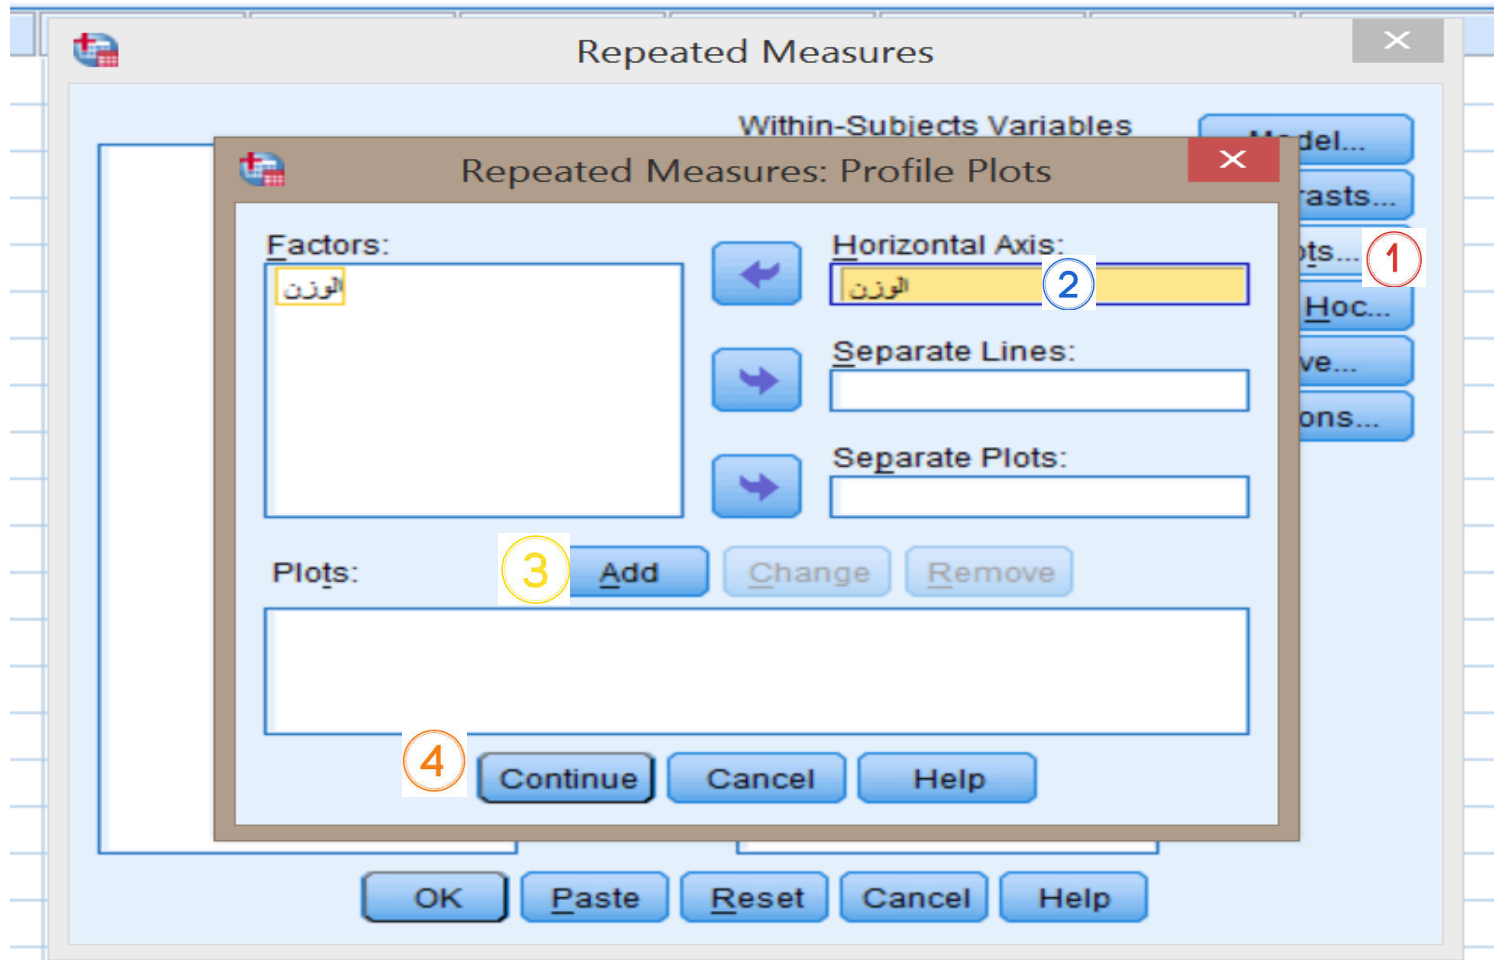 Repeated Measures
Within-Subjects Variables
Repeated Measures: Profile Plots
Factors:
الوزن
Horizontal Axis:
الوزن
2
1
Hoc...
Separate Lines:
Separate Plots:
Plots:
3
Add
Change
Remove
4
Continue
Cancel
Help
OK
Paste
Reset
Cancel
Help